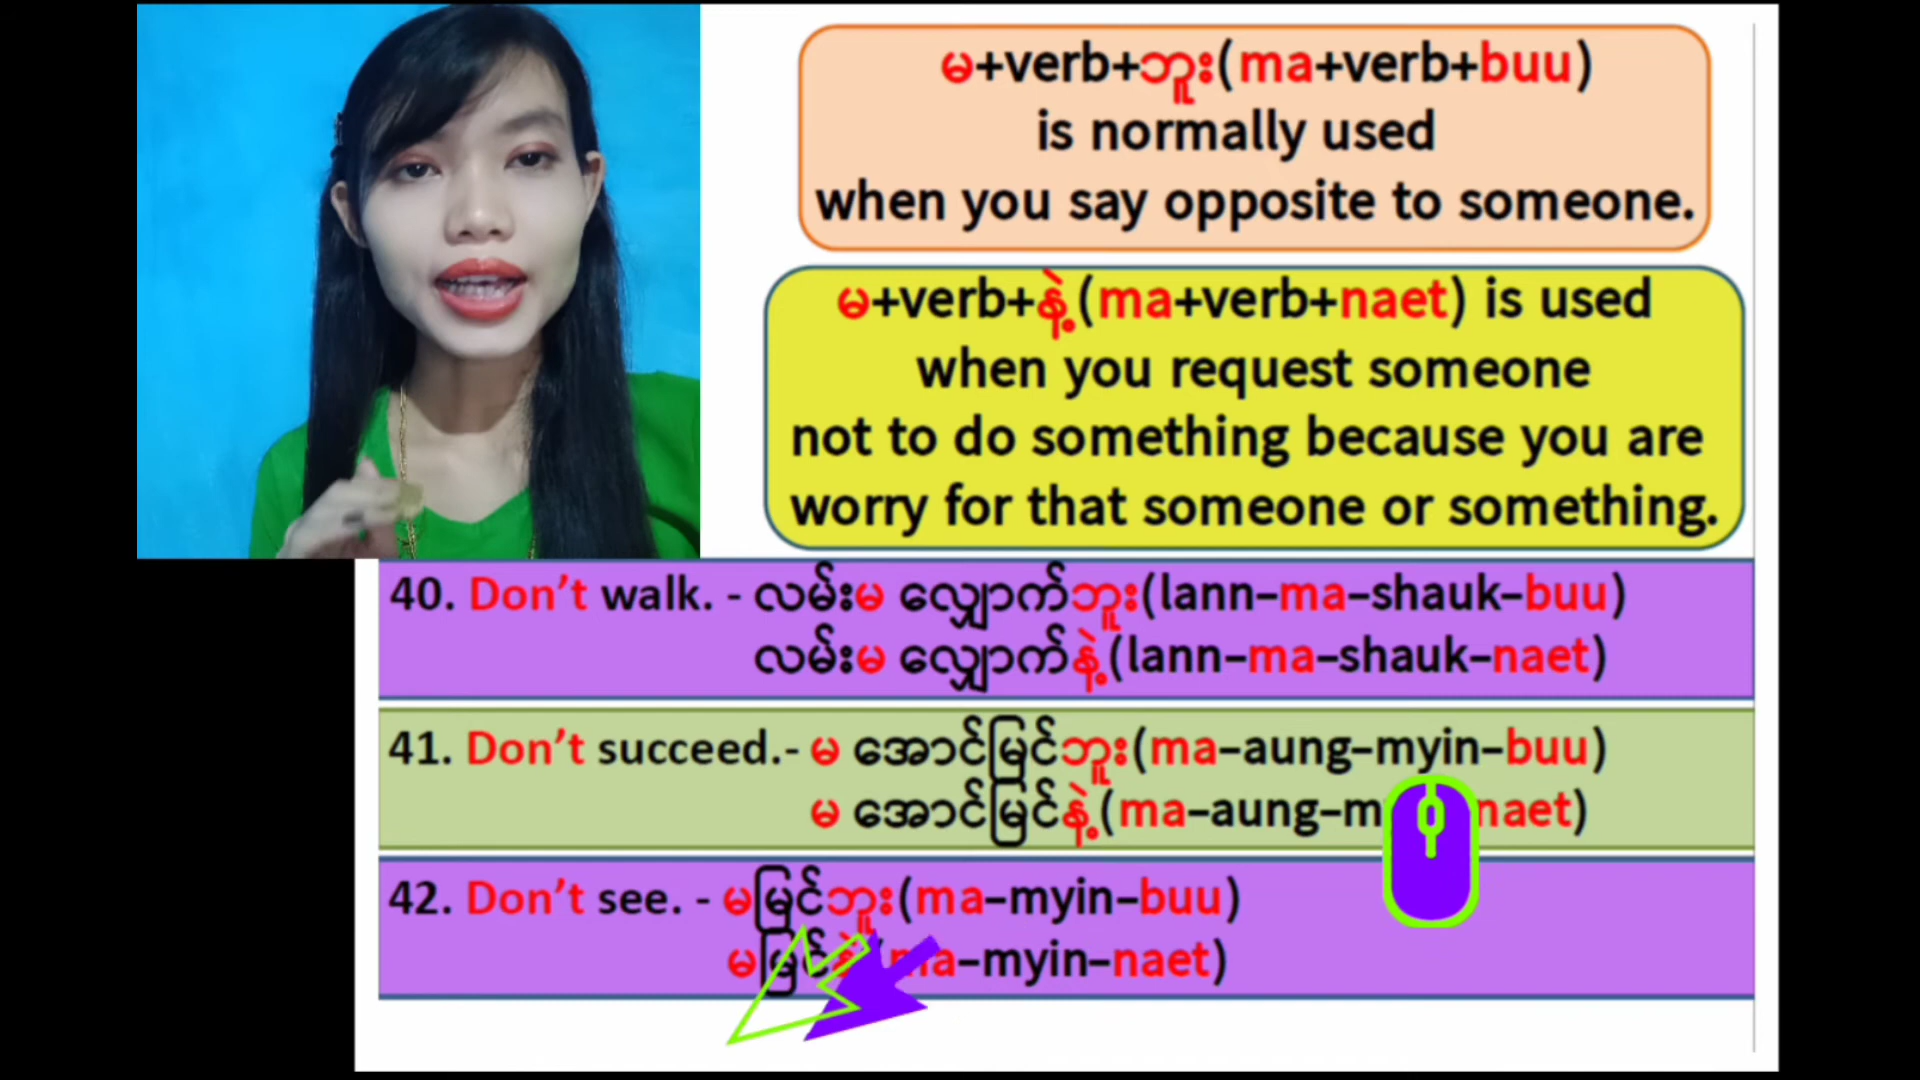 မ+verb+ဘူး(ma+verb+buu)
is normally used
when you say opposite to someone.
မ+verb+နဲ့(ma+verb+naet) is used
when you request someone
not to do something because you are
worry for that someone or something.
40. Don't walk. - လမ်းမ လျှောက်ဘူး(lann–ma–shauk–buu)
လမ်းမ လျှောက်နဲ့(lann–ma–shauk–naet)
41. Don't succeed.- မ အောင်မြင်ဘူး(ma–aung–myin–buu)
မ အောင်မြင်နဲ့(ma–aung–m naet)
42. Don't see. - မမြင်ဘူး(ma–myin–buu)
မမြင်နဲ့(ma–myin–naet)